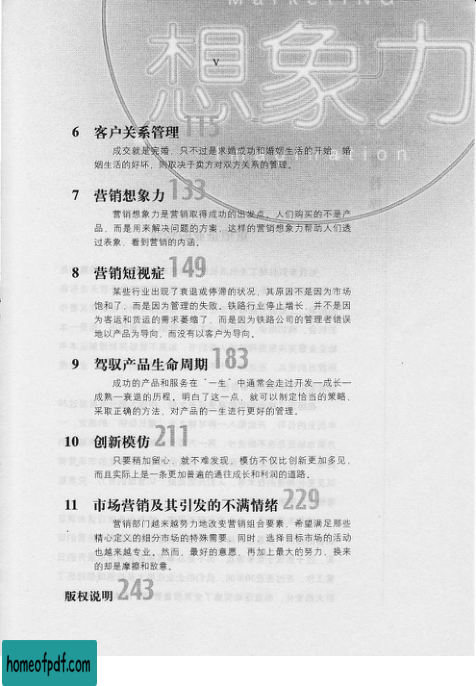 Marketing
想象力
Imagination
v
6 客户关系管理 115
成交就是完婚，只不过是求婚成功和婚姻生活的开始，婚
姻生活的好坏，则取决于卖方对双方关系的管理。
7 营销想象力 133
营销想象力是营销取得成功的出发点，人们购买的不是产
品，而是用来解决问题的方案，这样的营销想象力帮助人们透
过表象，看到营销的内涵。
8 营销短视症 149
某些行业出现了衰退或停滞的状况，其原因不是因为市场
饱和了，而是因为管理的失败。铁路行业停止增长，并不是因
为客运和货运的需求萎缩了，而是因为铁路公司的管理者错误
地以产品为导向，而没有以客户为导向。
9 驾驭产品生命周期 183
成功的产品和服务在“一生”中通常会走过开发—成长—
成熟—衰退的历程。明白了这一点，就可以制定恰当的策略，
采取正确的方法，对产品的一生进行更好的管理。
10 创新模仿 211
只要稍加留心，就不难发现，模仿不仅比创新更加多见，
而且实际上是一条更加普遍的通往成长和利润的道路。
11 市场营销及其引发的不满情绪 229
营销部门越来越努力地改变营销组合要素，希望满足那些
精心定义的细分市场的特殊需要，同时，选择目标市场的活动
也越来越专业。然而，最好的意愿，再加上最大的努力，换来
的却是摩擦和敌意。
版权说明 243
homeofpdf.com